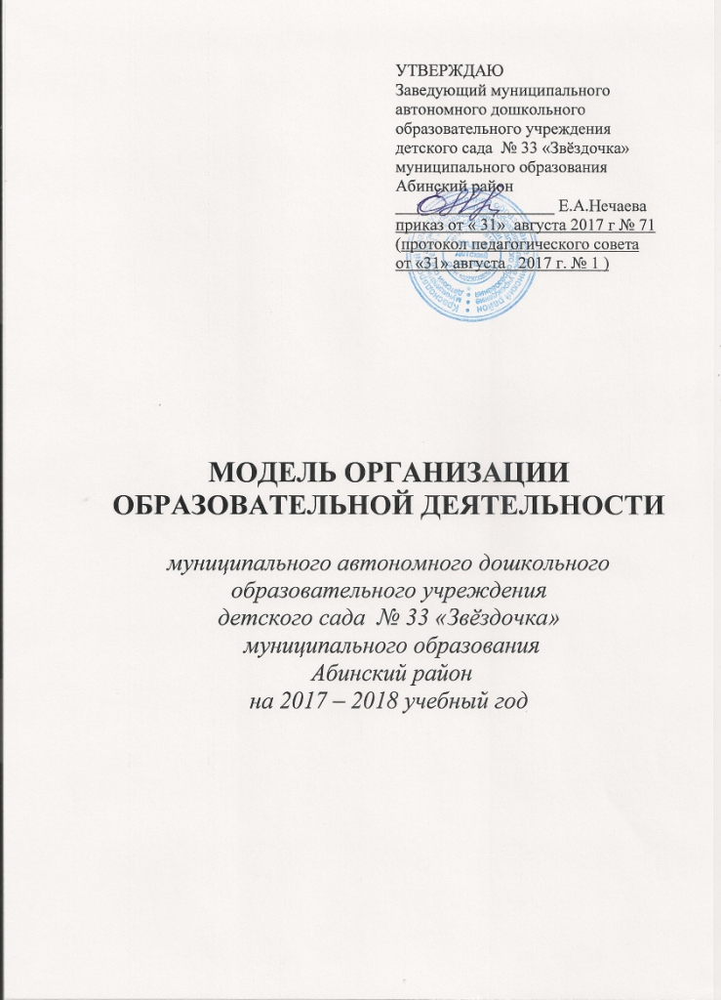 УТВЕРЖДАЮ
Заведующий муниципального
автономного дошкольного
образовательного учреждения
детского сада № 33 «Звёздочка»
муниципального образования
Абинский район
___________________ Е.А.Нечаева
приказ от « 31» августа 2017 г № 71
(протокол педагогического совета
от «31» августа 2017 г. № 1 )
МОДЕЛЬ ОРГАНИЗАЦИИ
ОБРАЗОВАТЕЛЬНОЙ ДЕЯТЕЛЬНОСТИ
муниципального автономного дошкольного
образовательного учреждения
детского сада № 33 «Звёздочка»
муниципального образования
Абинский район
на 2017 – 2018 учебный год